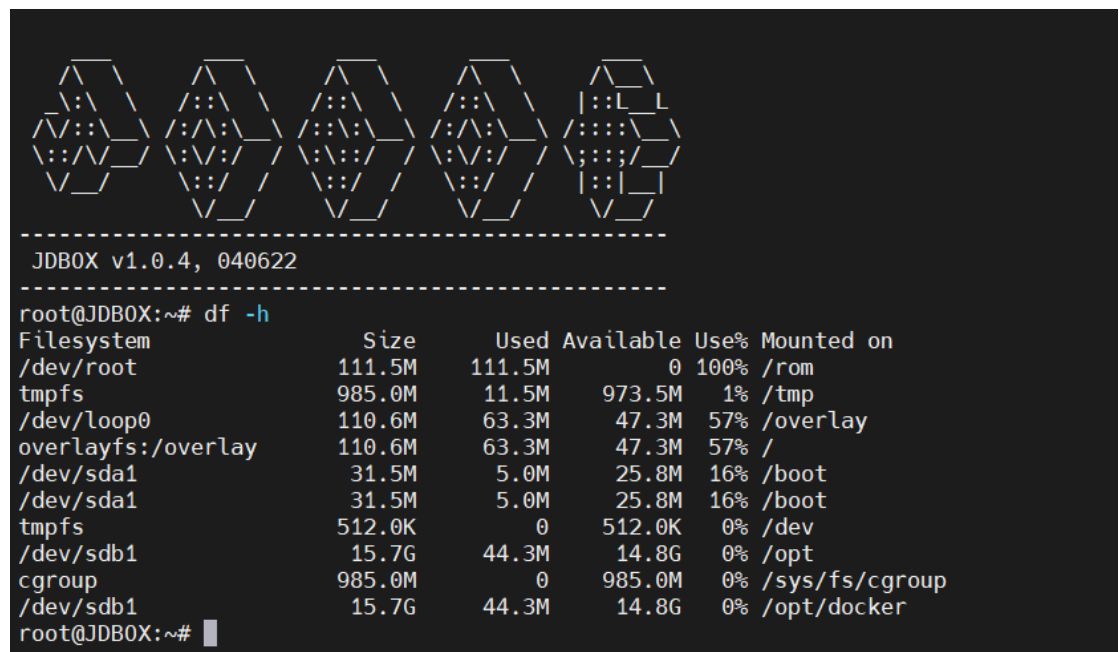 JDBOX v1.0.4, 040622
root@JDBOX:~# df -h
Filesystem Size Used Available Use% Mounted on
/dev/root 111.5M 111.5M 0 100% /rom
tmpfs 985.0M 11.5M 973.5M 1% /tmp
/dev/loop0 110.6M 63.3M 47.3M 57% /overlay
overlayfs:/overlay 110.6M 63.3M 47.3M 57% /
/dev/sda1 31.5M 5.0M 25.8M 16% /boot
/dev/sda1 31.5M 5.0M 25.8M 16% /boot
tmpfs 512.0K 0 512.0K 0% /dev
/dev/sdb1 15.7G 44.3M 14.8G 0% /opt
cgroup 985.0M 0 985.0M 0% /sys/fs/cgroup
/dev/sdb1 15.7G 44.3M 14.8G 0% /opt/docker
root@JDBOX:~#